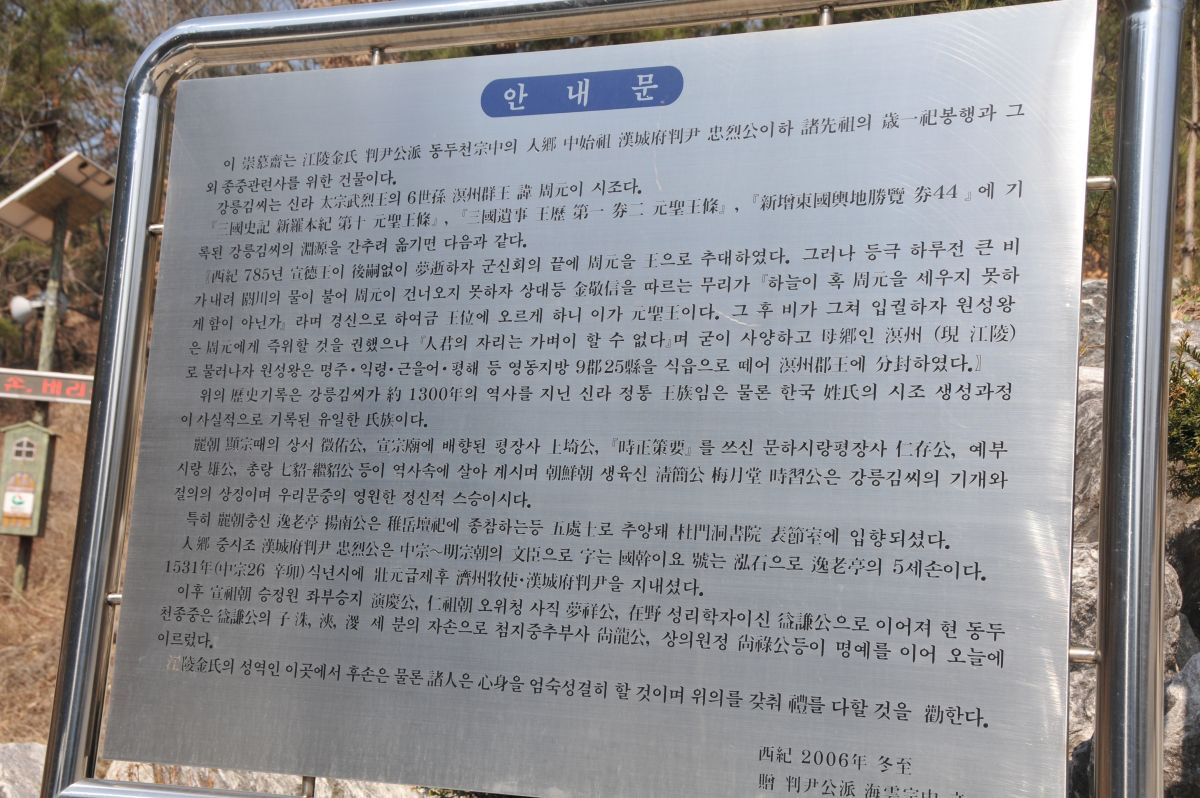 안 내 문
이 崇慕齋는 江陵金氏 判尹公派 동두천宗中의 入鄕 中始祖 漢城府判尹 忠烈公이하 諸先祖의 歲一祀봉행과 그
외 종중관련사를 위한 건물이다.
강릉김씨는 신라 太宗武烈王의 6世孫 溟州群王 諱 周元이 시조다.
『三國史記 新羅本紀 第十 元聖王條』, 『三國遺事 王歷 第一 券二 元聖王條』, 『新增東國輿地勝覽 券44 』에 기
록된 강릉김씨의 淵源을 간추려 옮기면 다음과 같다.
『西紀 785년 宣德王이 後嗣없이 夢逝하자 군신회의 끝에 周元을 王으로 추대하였다. 그러나 등극 하루전 큰 비
가내려 閼川의 물이 불어 周元이 건너오지 못하자 상대등 金敬信을 따르는 무리가 『하늘이 혹 周元을 세우지 못하
게 함이 아닌가』 라며 경신으로 하여금 王位에 오르게 하니 이가 元聖王이다. 그 후 비가 그쳐 입궐하자 원성왕
은 周元에게 즉위할 것을 권했으나 『人君의 자리는 가벼이 할 수 없다』며 굳이 사양하고 母鄕인 溟州 (現 江陵)
로 물러나자 원성왕은 명주·익령·근을어·평해 등 영동지방 9郡25縣을 식읍으로 떼어 溟州郡王에 分封하였다.』
위의 歷史기록은 강릉김씨가 約 1300年의 역사를 지닌 신라 정통 王族임은 물론 한국 姓氏의 시조 생성과정
이 사실적으로 기록된 유일한 氏族이다.
麗朝 顯宗때의 상서 徵佑公, 宣宗廟에 배향된 평장사 上埼公, 『時正策要』를 쓰신 문하시랑평장사 仁存公, 예부
시랑 雄公, 총랑 七貂·繼貂公 등이 역사속에 살아 계시며 朝鮮朝 생육신 淸簡公 梅月堂 時習公은 강릉김씨의 기개와
절의의 상징이며 우리문중의 영원한 정신적 스승이시다.
특히 麗朝충신 逸老亭 揚南公은 稚岳壇祀에 종참하는등 五處士로 추앙돼 杜門洞書院 表節室에 입향되셨다.
入鄕 중시조 漢城府判尹 忠烈公은 中宗~明宗朝의 文臣으로 字는 國幹이요 號는 泓石으로 逸老亭의 5세손이다.
1531年(中宗26 辛卯)식년시에 壯元급제후 濟州牧使·漢城府判尹을 지내셨다.
이후 宣祖朝 승정원 좌부승지 演慶公, 仁祖朝 오위청 사직 夢祥公, 在野 성리학자이신 益謙公으로 이어져 현 동두
천종중은 益謙公의 子 洙, 浹, 濴 세 분의 자손으로 첨지중추부사 尙龍公, 상의원정 尙祿公등이 명예를 이어 오늘에
이르렀다.
江陵金氏의 성역인 이곳에서 후손은 물론 諸人은 心身을 엄숙성결히 할 것이며 위의를 갖춰 禮를 다할 것을 勸한다.
西紀 2006年 冬至
贈 判尹公派 海雲宗中